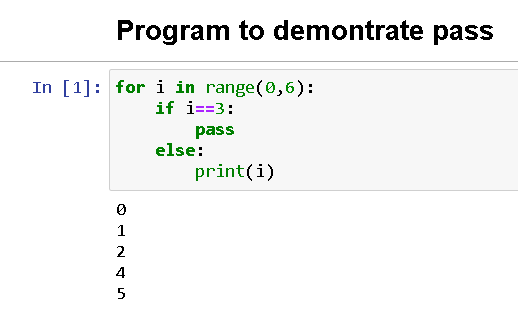 Program to demontrate pass
In [1]: for i in range(0,6):
    if i==3:
        pass
    else:
        print(i)
0
1
2
4
5